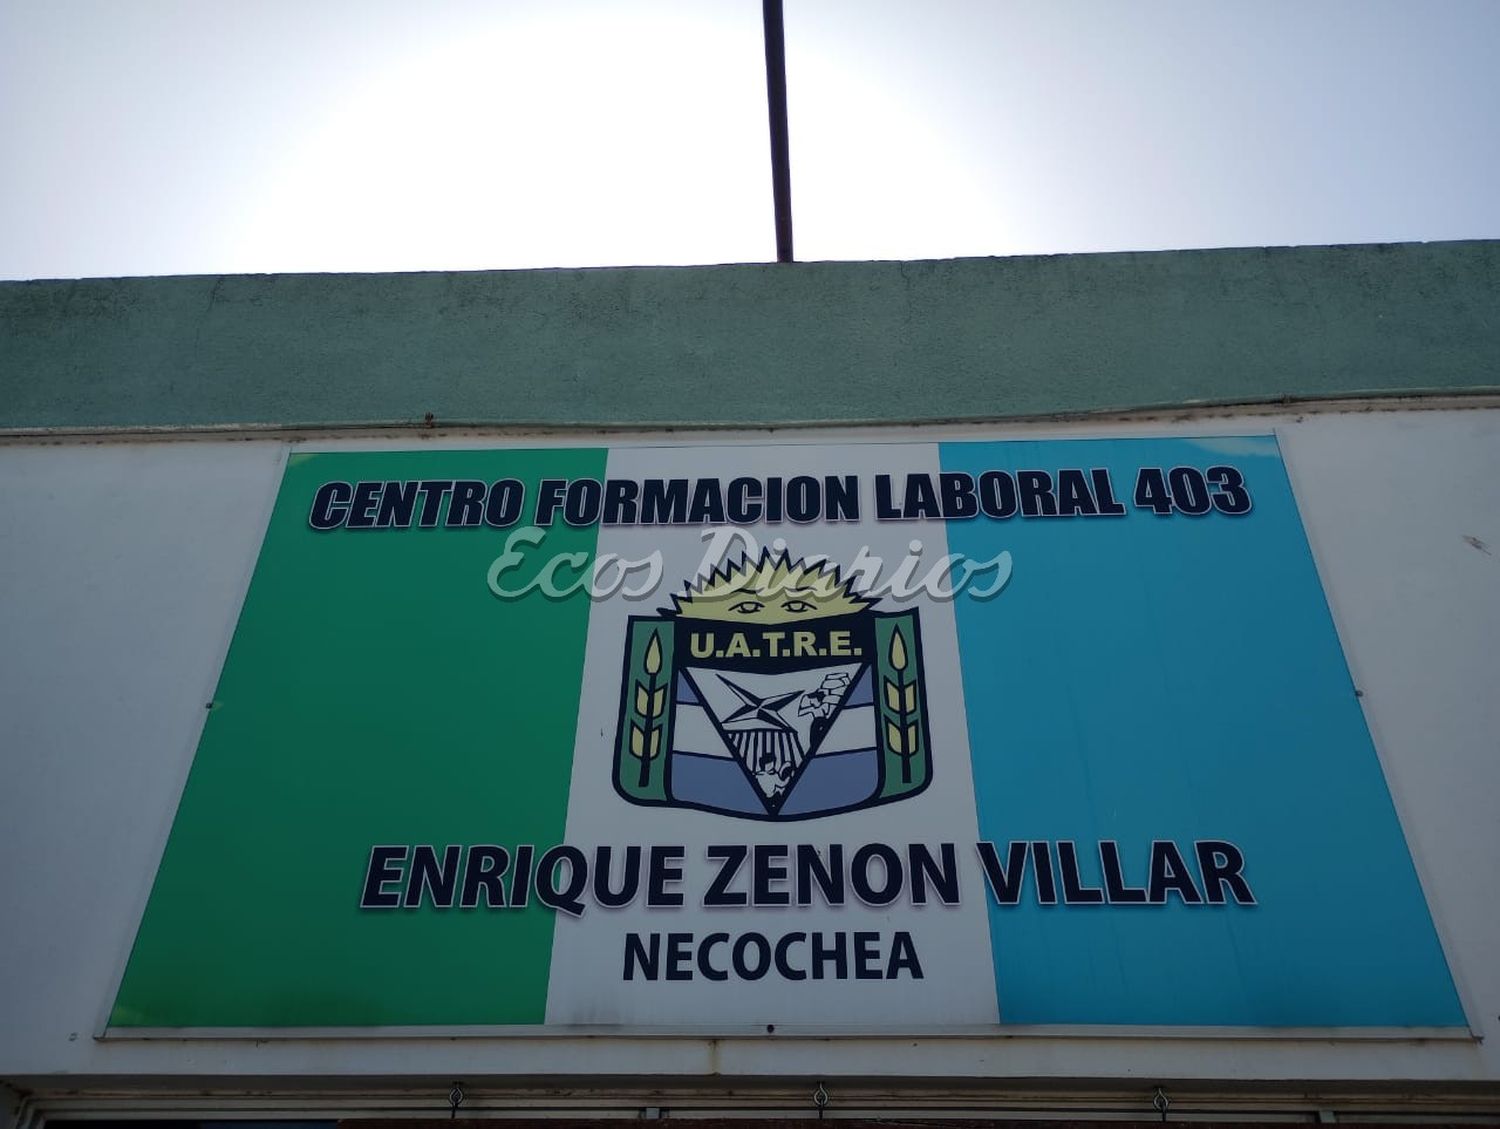 CENTRO FORMACION LABORAL 403
Ecos Diarios
U.A.T.R.E.
ENRIQUE ZENON VILLAR
NECOCHEA